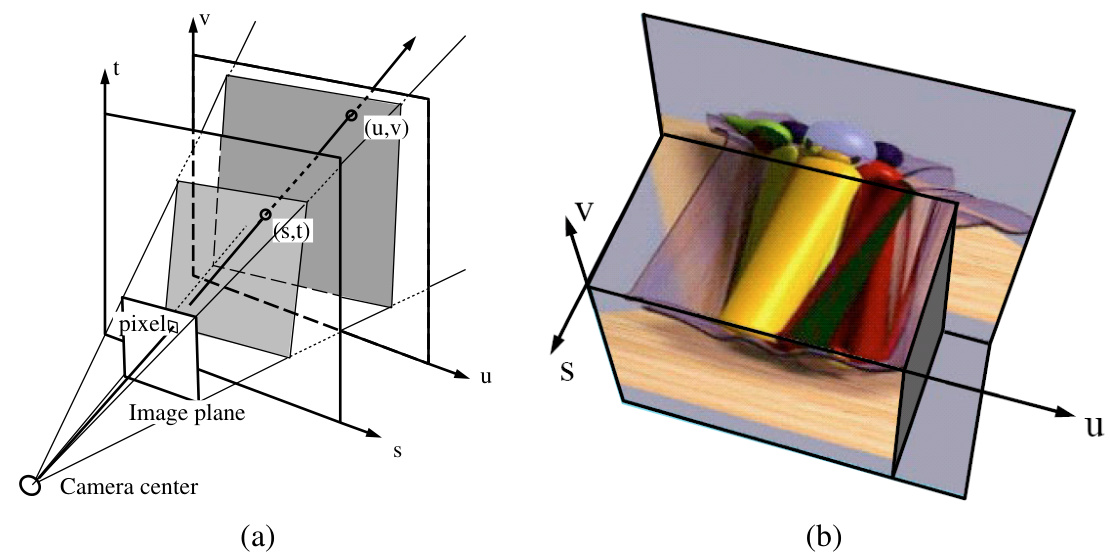 v
t
(u,v)
(s,t)
pixel
u
Image plane
s
Camera center
(a)
v
s
u
(b)